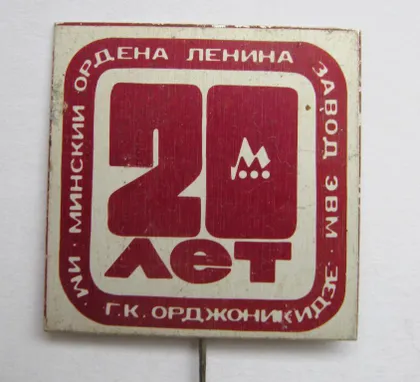 МИНСКИЙ ОРДЕНА ЛЕНИНА ЗАВОД ЭВМ · ИМ · Г.К. ОРДЖОНИКИДЗЕ ·
20
М
лет